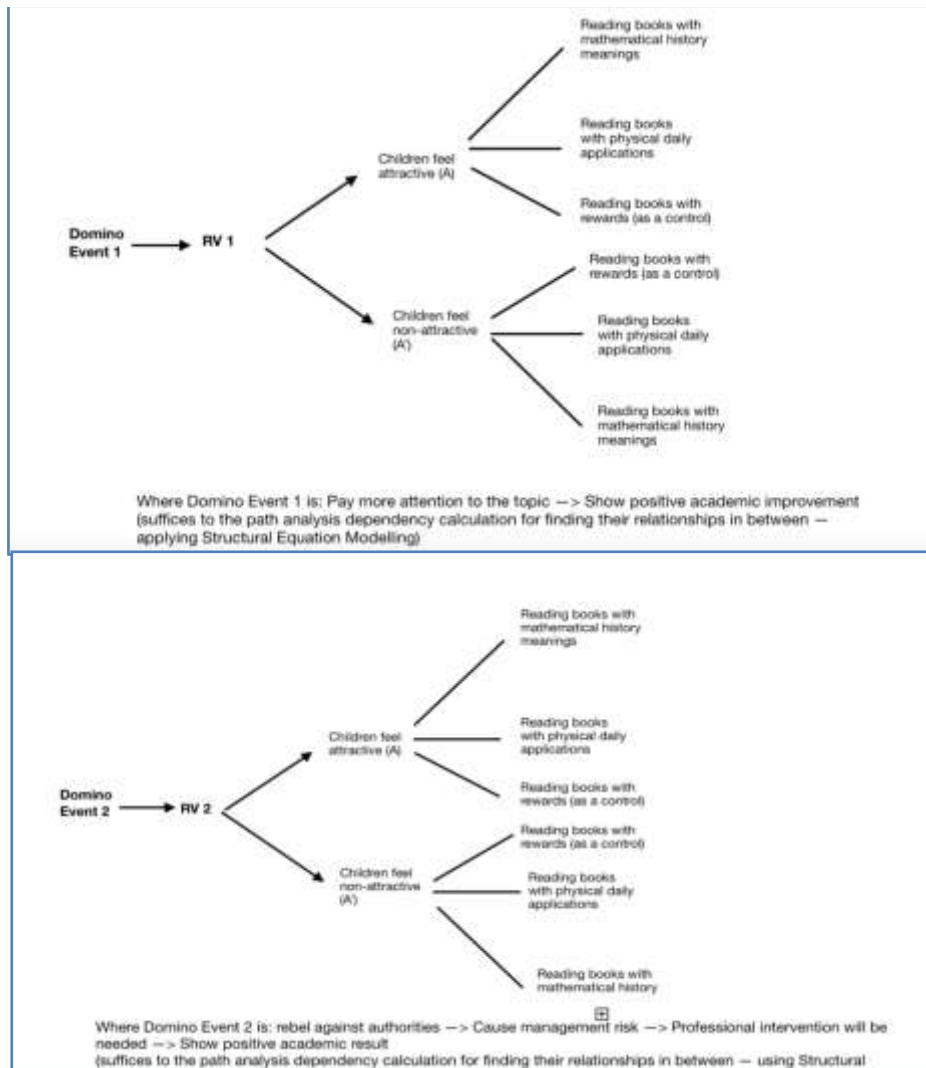 Reading books with
mathematical history
meanings
Reading books
with physical daily
applications
Children feel
attractive (A)
Reading books with
rewards (as a control)
Domino
Event 1
RV 1
Reading books with
rewards (as a control)
Children feel
non-attractive
(A')
Reading books
with physical daily
applications
Reading books with
mathematical history
meanings
Where Domino Event 1 is: Pay more attention to the topic —> Show positive academic improvement
(suffices to the path analysis dependency calculation for finding their relationships in between —
applying Structural Equation Modelling)
Reading books with
mathematical history
meanings
Reading books
with physical daily
applications
Children feel
attractive (A)
Reading books with
rewards (as a control)
Domino
Event 2
RV 2
Reading books with
rewards (as a control)
Children feel
non-attractive
(A')
Reading books
with physical daily
applications
Reading books with
mathematical history
Where Domino Event 2 is: rebel against authorities —> Cause management risk —> Professional intervention will be
needed —> Show positive academic result
(suffices to the path analysis dependency calculation for finding their relationships in between — using Structural